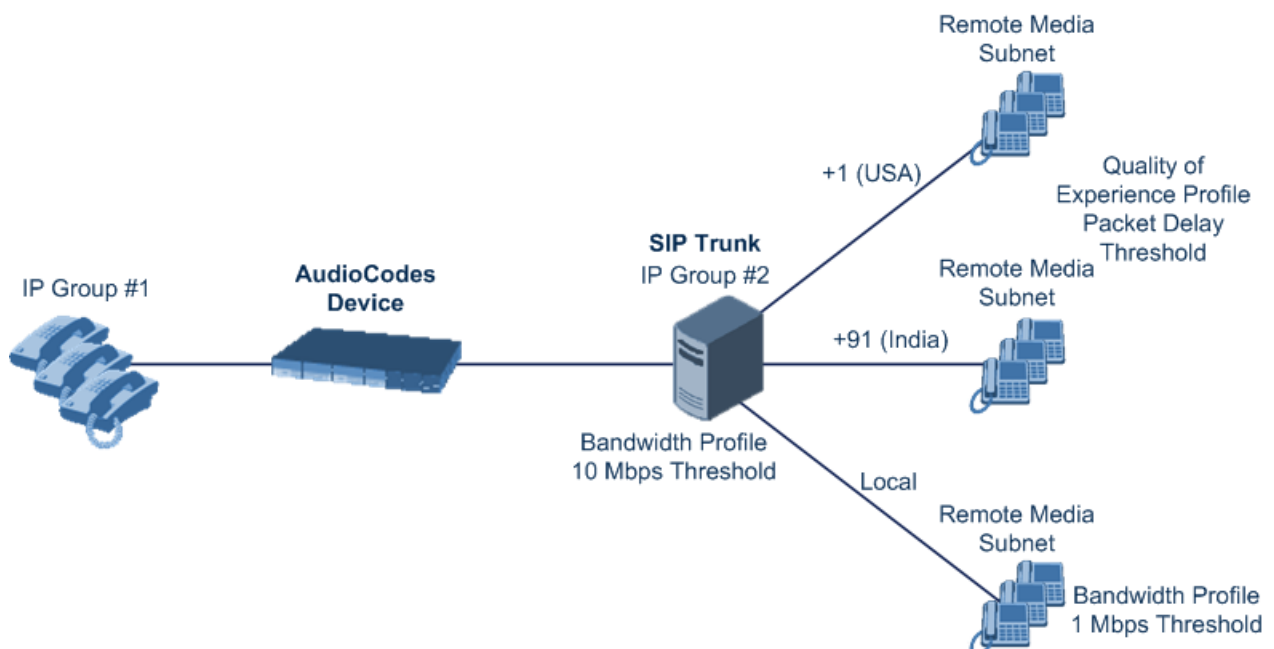 Remote Media
Subnet
+1 (USA)
Quality of
Experience Profile
Packet Delay
Threshold
SIP Trunk
IP Group #2
AudioCodes
Device
IP Group #1
Remote Media
Subnet
+91 (India)
Bandwidth Profile
10 Mbps Threshold
Local
Remote Media
Subnet
Bandwidth Profile
1 Mbps Threshold